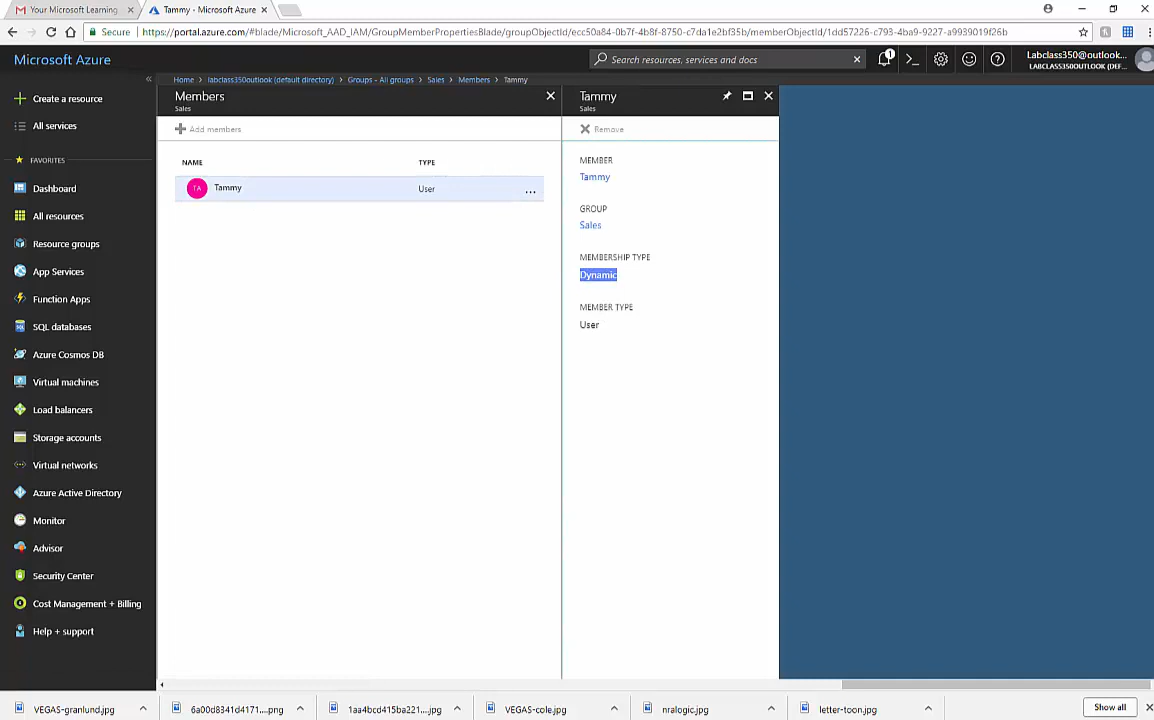 Your Microsoft Learning
Tammy - Microsoft Azure
Secure
https://portal.azure.com/#blade/Microsoft_AAD_IAM/GroupMemberPropertiesBlade/groupObjectId/ecc50a84-0b7f-4b8f-8750-c7da1e2bf35b/memberObjectId/1dd57226-c793-4ba9-9227-a9939019f26b
Microsoft Azure
Search resources, services and docs
1
Labclass350@outlook...
LABCLASS350OUTLOOK (DEF...
Home > labclass350outlook (default directory) > Groups - All groups > Sales > Members > Tammy
Create a resource
All services
FAVORITES
Dashboard
All resources
Resource groups
App Services
Function Apps
SQL databases
Azure Cosmos DB
Virtual machines
Load balancers
Storage accounts
Virtual networks
Azure Active Directory
Monitor
Advisor
Security Center
Cost Management + Billing
Help + support
Members
Sales
Add members
NAME TYPE
TA Tammy User ...
Tammy
Sales
Remove
MEMBER
Tammy
GROUP
Sales
MEMBERSHIP TYPE
Dynamic
MEMBER TYPE
User
VEGAS-granlund.jpg
6a00d8341d4171....png
1aa4bcd415ba221...jpg
VEGAS-cole.jpg
nralogic.jpg
letter-toon.jpg
Show all